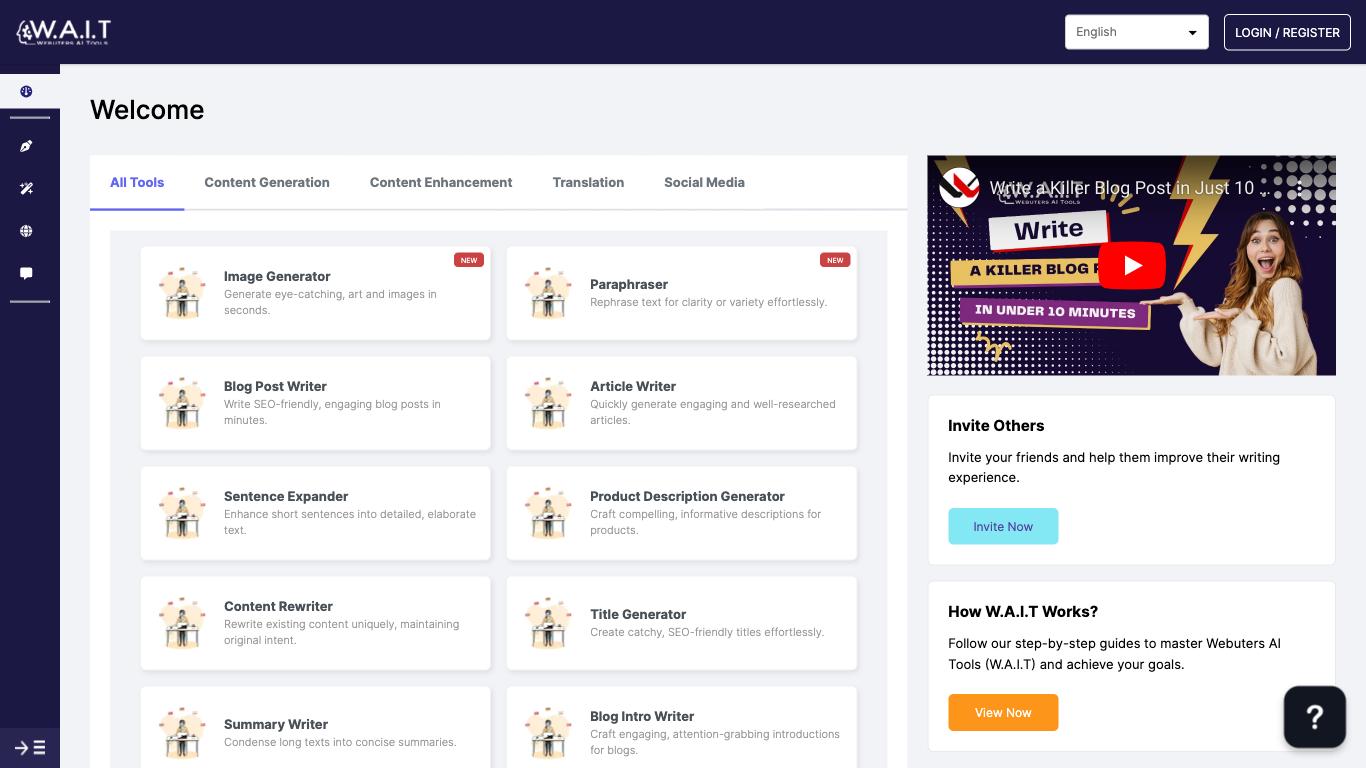 W.A.I.T
WEBUTERS AI TOOLS
English
LOGIN / REGISTER
Welcome
All Tools
Content Generation
Content Enhancement
Translation
Social Media
NEW
Image Generator
Generate eye-catching, art and images in
seconds.
NEW
Paraphraser
Rephrase text for clarity or variety effortlessly.
Blog Post Writer
Write SEO-friendly, engaging blog posts in
minutes.
Article Writer
Quickly generate engaging and well-researched
articles.
Sentence Expander
Enhance short sentences into detailed, elaborate
text.
Product Description Generator
Craft compelling, informative descriptions for
products.
Content Rewriter
Rewrite existing content uniquely, maintaining
original intent.
Title Generator
Create catchy, SEO-friendly titles effortlessly.
Summary Writer
Condense long texts into concise summaries.
Blog Intro Writer
Craft engaging, attention-grabbing introductions
for blogs.
Write a Killer Blog Post in Just 10 ...
W.A.I.T
WEBUTERS AI TOOLS
Write
A KILLER BLOG
IN UNDER 10 MINUTES
Invite Others
Invite your friends and help them improve their writing
experience.
Invite Now
How W.A.I.T Works?
Follow our step-by-step guides to master Webuters AI
Tools (W.A.I.T) and achieve your goals.
View Now
?